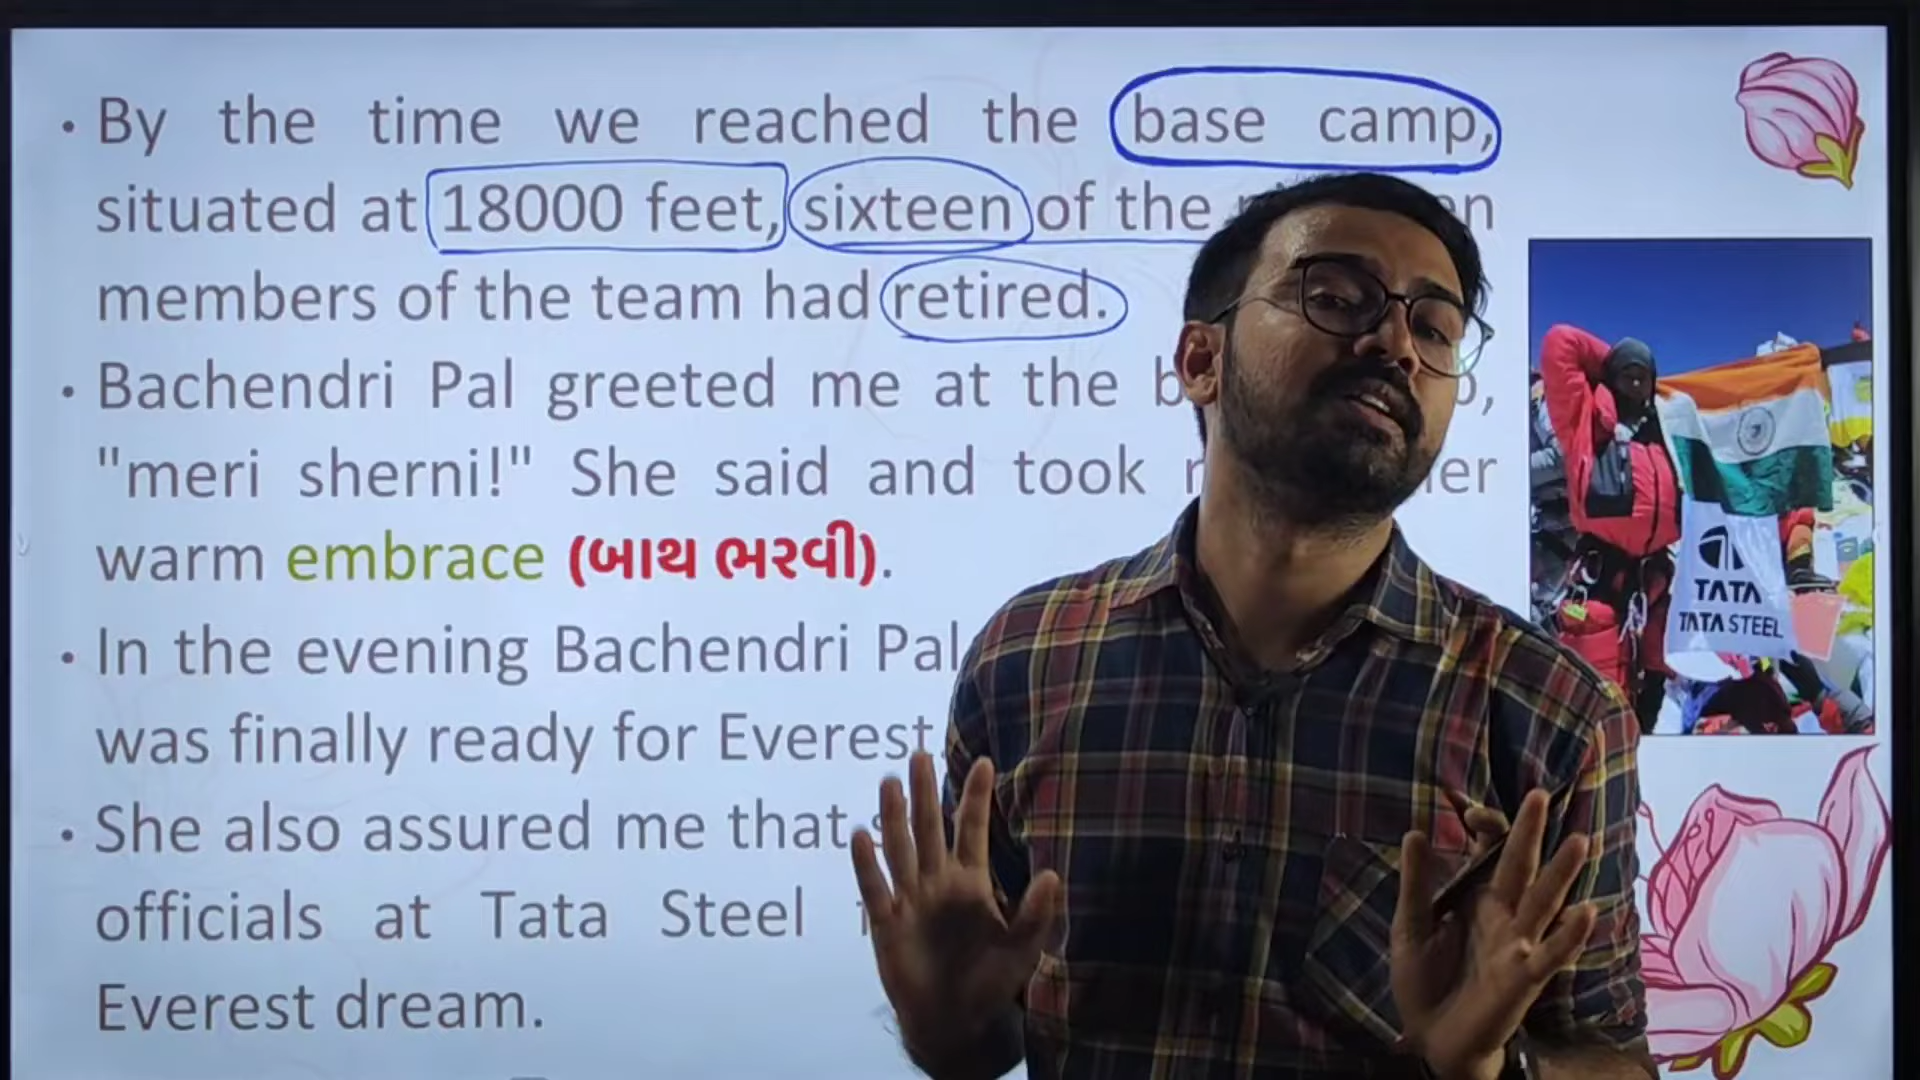 • By the time we reached the base camp,
situated at 18000 feet, sixteen of the
members of the team had retired.
• Bachendri Pal greeted me at the
"meri sherni!" She said and took
warm embrace (બાથ ભરવી).
• In the evening Bachendri Pal
was finally ready for Everest
• She also assured me that
officials at Tata Steel
Everest dream.
TATA
TATA STEEL